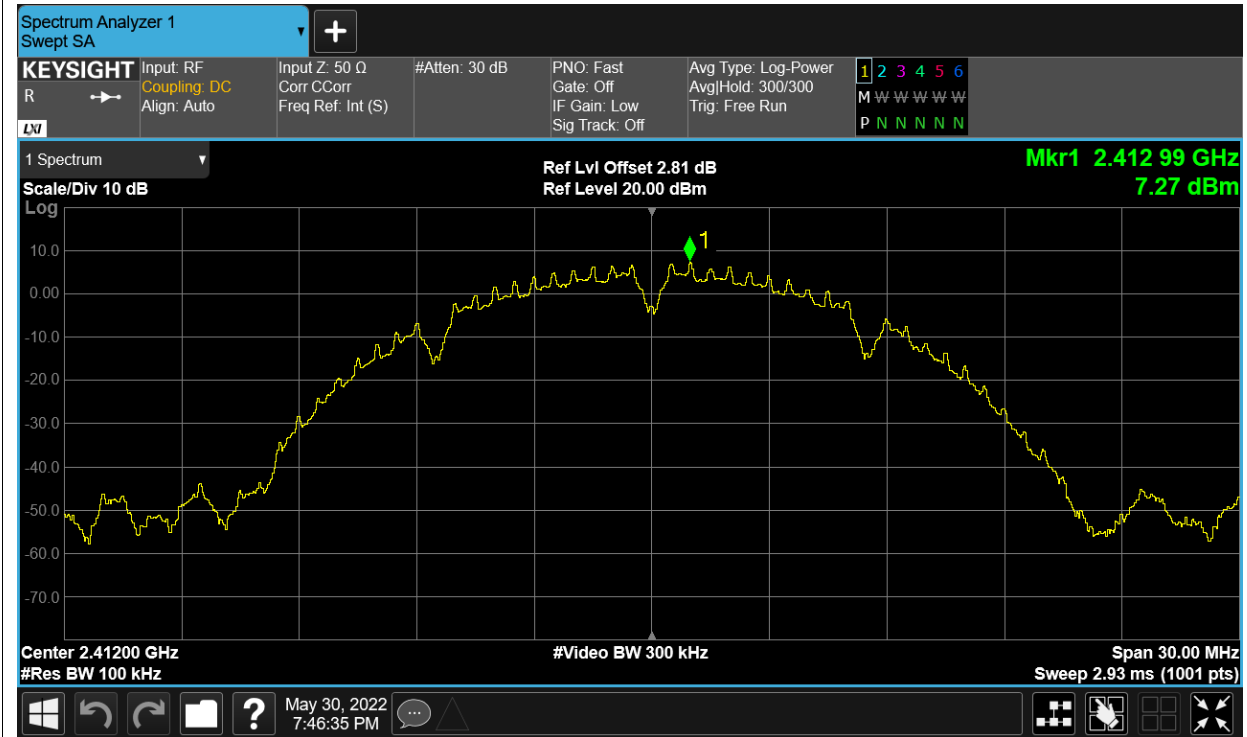 Spectrum Analyzer 1
Swept SA
KEYSIGHT
R
LXI
Input: RF
Coupling: DC
Align: Auto
Input Z: 50 Ω
Corr CCorr
Freq Ref: Int (S)
#Atten: 30 dB
PNO: Fast
Gate: Off
IF Gain: Low
Sig Track: Off
Avg Type: Log-Power
Avg|Hold: 300/300
Trig: Free Run
1 2 3 4 5 6
M W W W W W
P N N N N N
1 Spectrum
Scale/Div 10 dB
Log
Ref Lvl Offset 2.81 dB
Ref Level 20.00 dBm
Mkr1 2.412 99 GHz
7.27 dBm
1
10.0
0.00
-10.0
-20.0
-30.0
-40.0
-50.0
-60.0
-70.0
Center 2.41200 GHz
#Video BW 300 kHz
Span 30.00 MHz
#Res BW 100 kHz
Sweep 2.93 ms (1001 pts)
?
May 30, 2022
7:46:35 PM